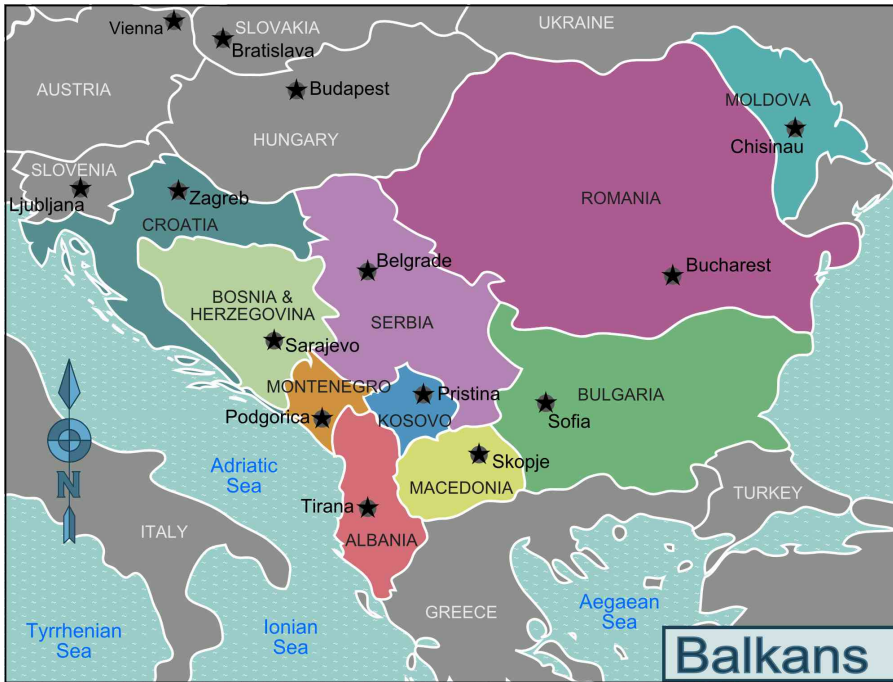 Vienna
SLOVAKIA
UKRAINE
Bratislava
AUSTRIA
Budapest
MOLDOVA
HUNGARY
Chisinau
SLOVENIA
Ljubljana
Zagreb
ROMANIA
CROATIA
Belgrade
Bucharest
BOSNIA &
HERZEGOVINA
SERBIA
Sarajevo
MONTENEGRO
Pristina
BULGARIA
Podgorica
KOSOVO
Sofia
Adriatic
Sea
Skopje
N
MACEDONIA
TURKEY
Tirana
ITALY
ALBANIA
GREECE
Aegaean
Sea
Tyrrhenian
Sea
Ionian
Sea
Balkans